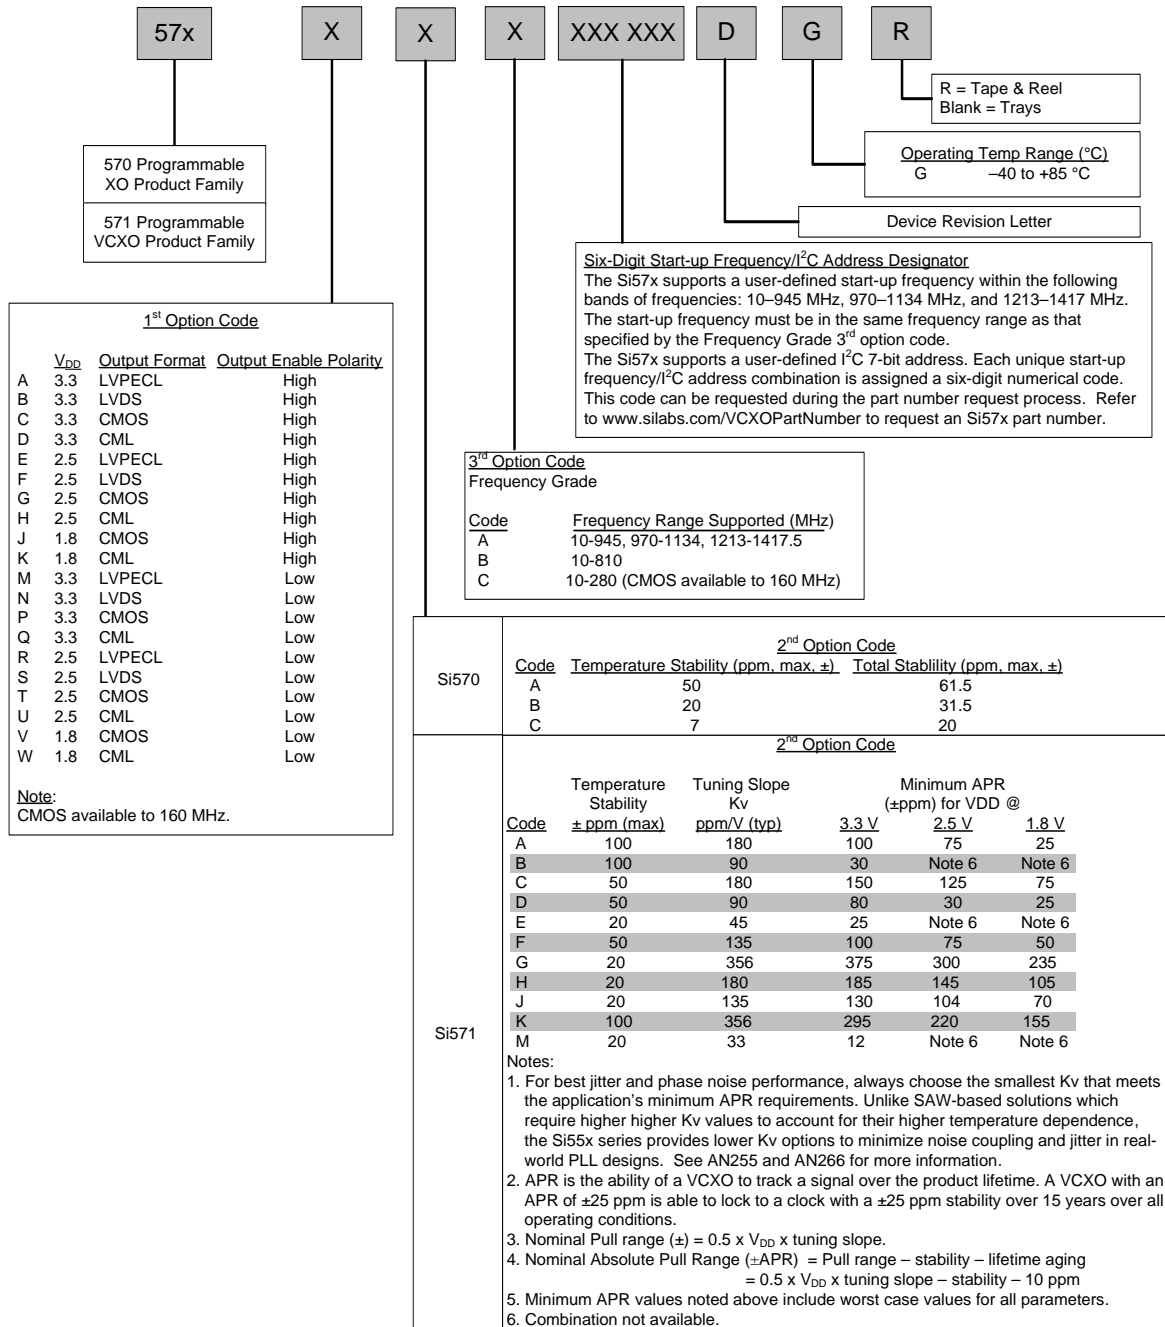 57x X X X XXX XXX D G R
R = Tape & Reel
Blank = Trays
Operating Temp Range (°C)
G –40 to +85 °C
Device Revision Letter
570 Programmable
XO Product Family
571 Programmable
VCXO Product Family
Six-Digit Start-up Frequency/I²C Address Designator
The Si57x supports a user-defined start-up frequency within the following
bands of frequencies: 10–945 MHz, 970–1134 MHz, and 1213–1417 MHz.
The start-up frequency must be in the same frequency range as that
specified by the Frequency Grade 3rd option code.
The Si57x supports a user-defined I²C 7-bit address. Each unique start-up
frequency/I²C address combination is assigned a six-digit numerical code.
This code can be requested during the part number request process. Refer
to www.silabs.com/VCXOPartNumber to request an Si57x part number.
1st Option Code
VDD Output Format Output Enable Polarity
A 3.3 LVPECL High
B 3.3 LVDS High
C 3.3 CMOS High
D 3.3 CML High
E 2.5 LVPECL High
F 2.5 LVDS High
G 2.5 CMOS High
H 2.5 CML High
J 1.8 CMOS High
K 1.8 CML High
M 3.3 LVPECL Low
N 3.3 LVDS Low
P 3.3 CMOS Low
Q 3.3 CML Low
R 2.5 LVPECL Low
S 2.5 LVDS Low
T 2.5 CMOS Low
U 2.5 CML Low
V 1.8 CMOS Low
W 1.8 CML Low
Note:
CMOS available to 160 MHz.
3rd Option Code
Frequency Grade
Code Frequency Range Supported (MHz)
A 10-945, 970-1134, 1213-1417.5
B 10-810
C 10-280 (CMOS available to 160 MHz)
Si570
2nd Option Code
Code Temperature Stability (ppm, max, ±) Total Stablility (ppm, max, ±)
A 50 61.5
B 20 31.5
C 7 20
Si571
2nd Option Code
Temperature Tuning Slope Minimum APR
Stability Kv (±ppm) for VDD @
Code ± ppm (max) ppm/V (typ) 3.3 V 2.5 V 1.8 V
A 100 180 100 75 25
B 100 90 30 Note 6 Note 6
C 50 180 150 125 75
D 50 90 80 30 25
E 20 45 25 Note 6 Note 6
F 50 135 100 75 50
G 20 356 375 300 235
H 20 180 185 145 105
J 20 135 130 104 70
K 100 356 295 220 155
M 20 33 12 Note 6 Note 6
Notes:
1. For best jitter and phase noise performance, always choose the smallest Kv that meets
the application's minimum APR requirements. Unlike SAW-based solutions which
require higher higher Kv values to account for their higher temperature dependence,
the Si55x series provides lower Kv options to minimize noise coupling and jitter in real-
world PLL designs. See AN255 and AN266 for more information.
2. APR is the ability of a VCXO to track a signal over the product lifetime. A VCXO with an
APR of ±25 ppm is able to lock to a clock with a ±25 ppm stability over 15 years over all
operating conditions.
3. Nominal Pull range (±) = 0.5 x VDD x tuning slope.
4. Nominal Absolute Pull Range (±APR) = Pull range – stability – lifetime aging
= 0.5 x VDD x tuning slope – stability – 10 ppm
5. Minimum APR values noted above include worst case values for all parameters.
6. Combination not available.